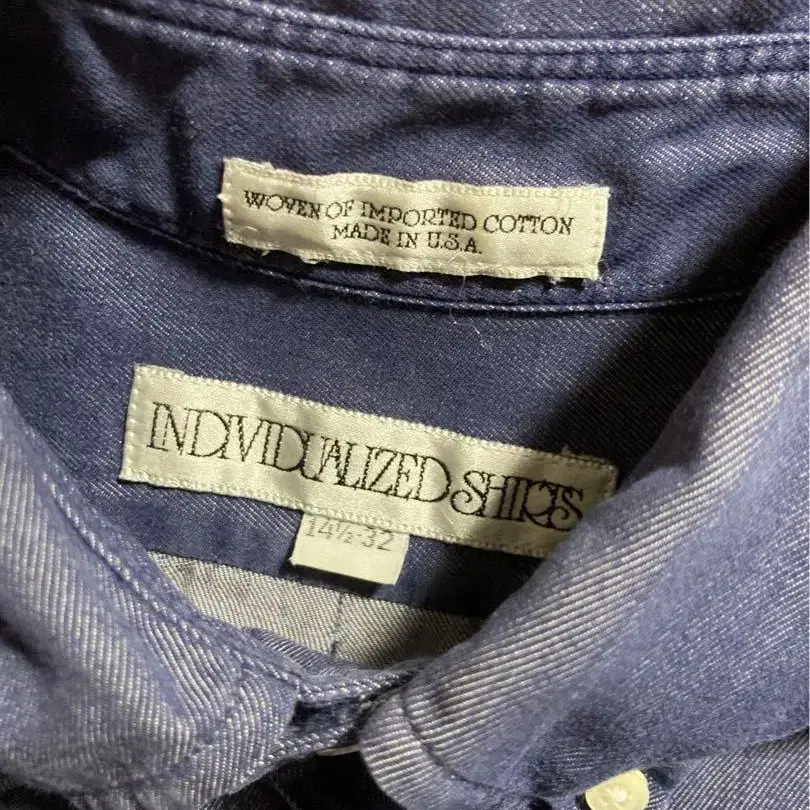 WOVEN OF IMPORTED COTTON
MADE IN U.S.A.
INDIVIDUALIZED SHIRTS
14½-32